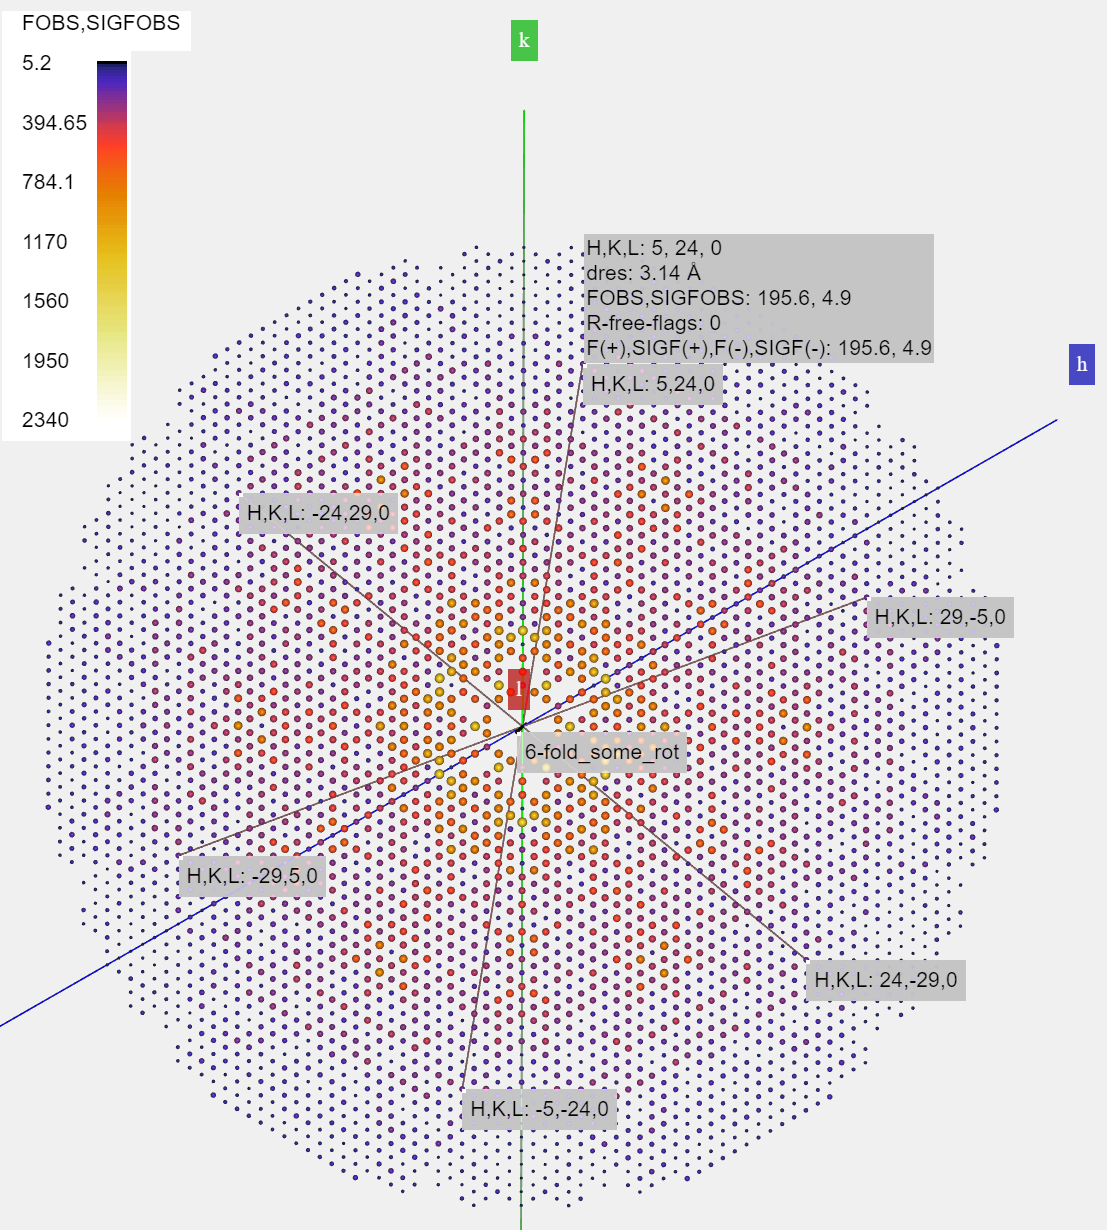 FOBS,SIGFOBS
5.2
394.65
784.1
1170
1560
1950
2340
k
h
H,K,L: 5, 24, 0
dres: 3.14 Å
FOBS,SIGFOBS: 195.6, 4.9
R-free-flags: 0
F(+),SIGF(+),F(-),SIGF(-): 195.6, 4.9
H,K,L: 5,24,0
H,K,L: -24,29,0
H,K,L: 29,-5,0
l
6-fold_some_rot
H,K,L: -29,5,0
H,K,L: 24,-29,0
H,K,L: -5,-24,0